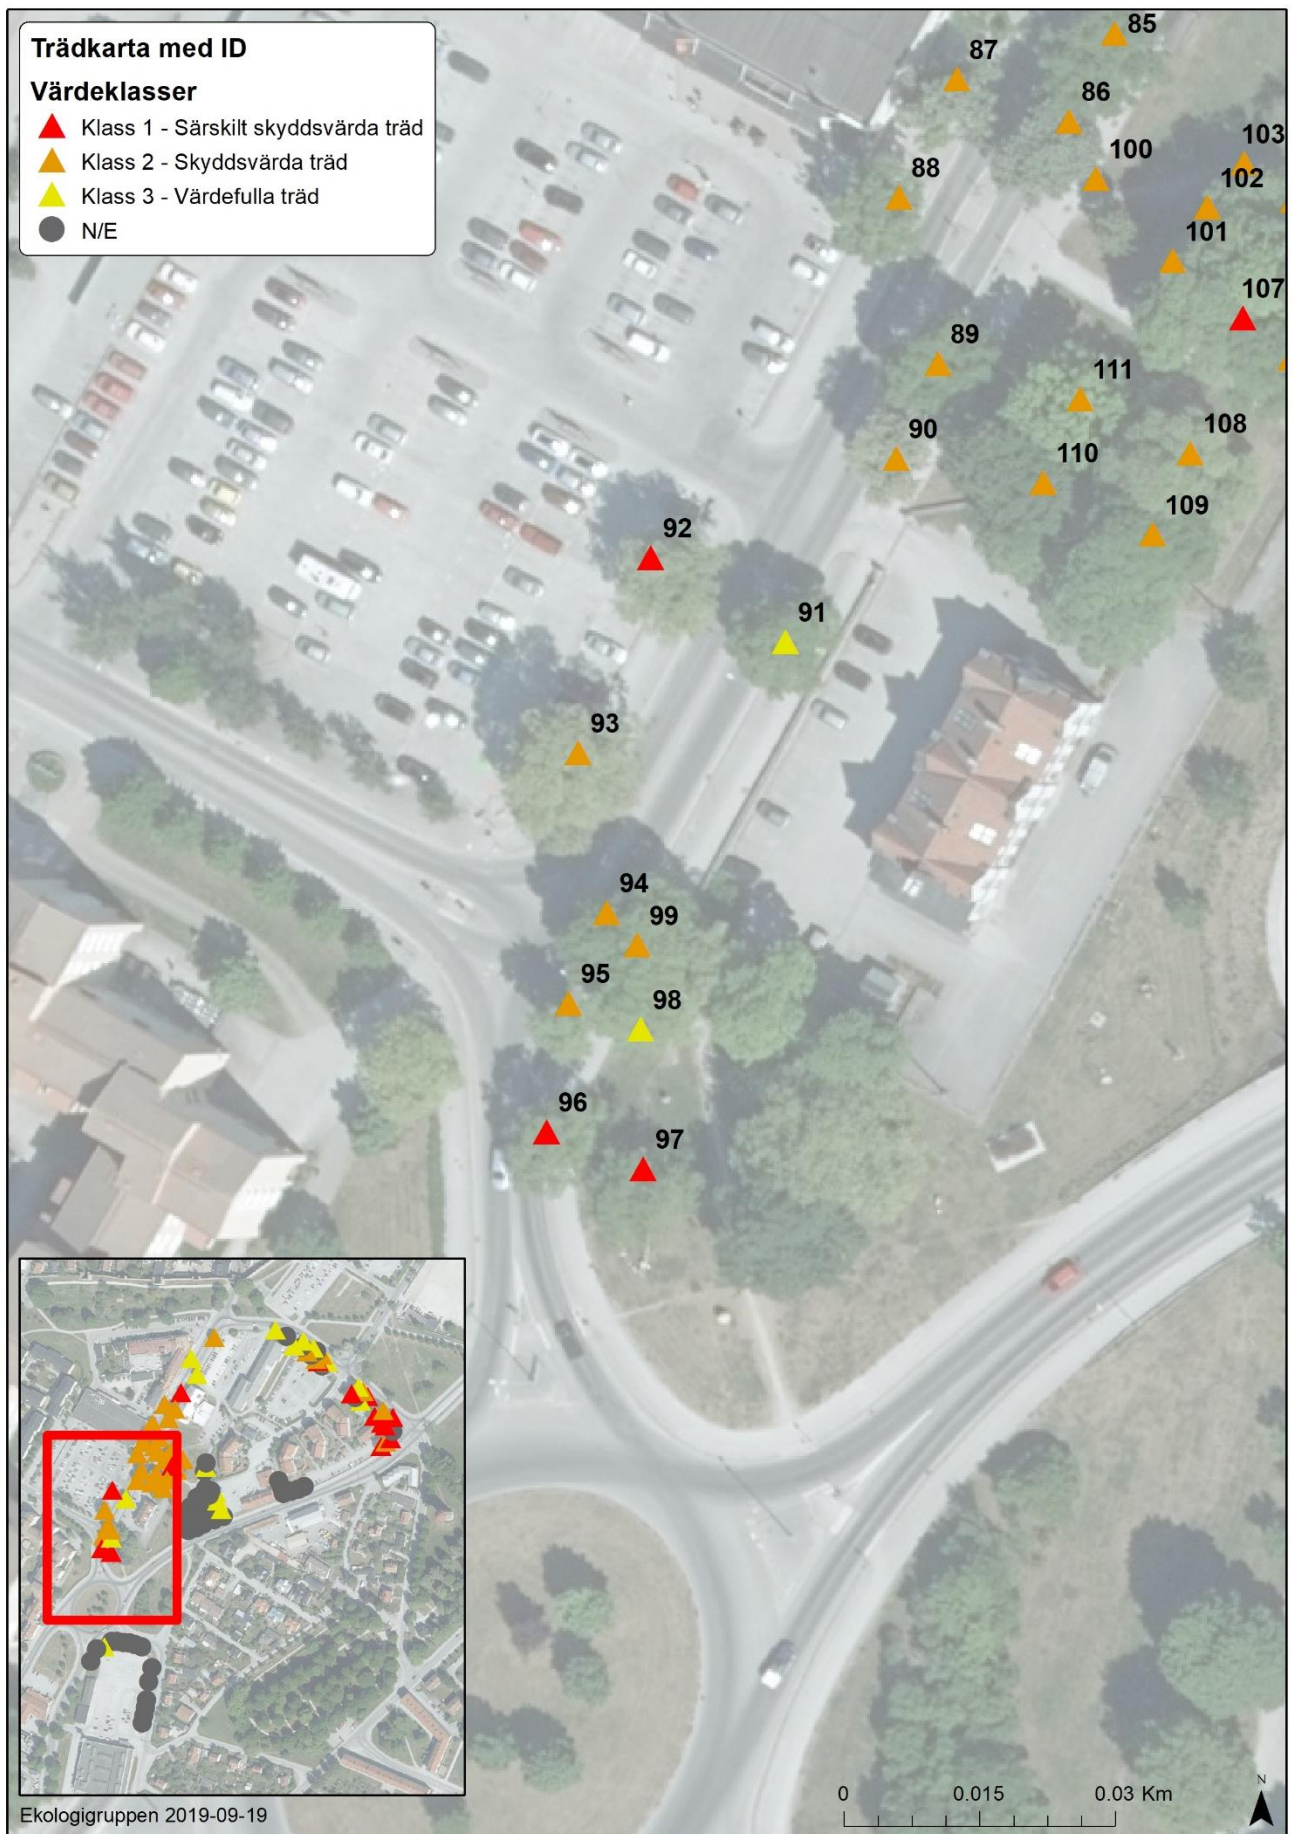 Trädkarta med ID
Värdeklasser
Klass 1 - Särskilt skyddsvärda träd
Klass 2 - Skyddsvärda träd
Klass 3 - Värdefulla träd
N/E
85
87
86
103
100
88
102
101
107
89
111
90
108
110
109
92
91
93
94
99
95
98
96
97
Ekologigruppen 2019-09-19
0 0.015 0.03 Km
N